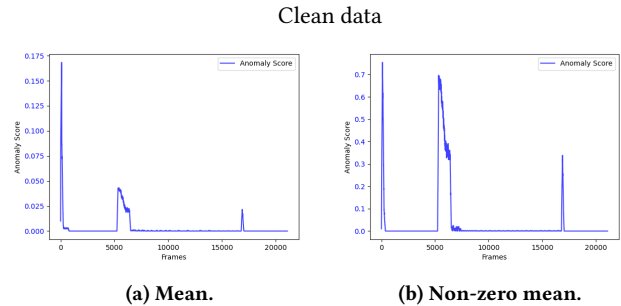 Clean data
0.175
0.150
0.125
0.100
0.075
0.050
0.025
0.000
Anomaly Score
Anomaly Score
0 5000 10000 15000 20000
Frames
(a) Mean.
0.7
0.6
0.5
0.4
0.3
0.2
0.1
0.0
Anomaly Score
Anomaly Score
0 5000 10000 15000 20000
Frames
(b) Non-zero mean.